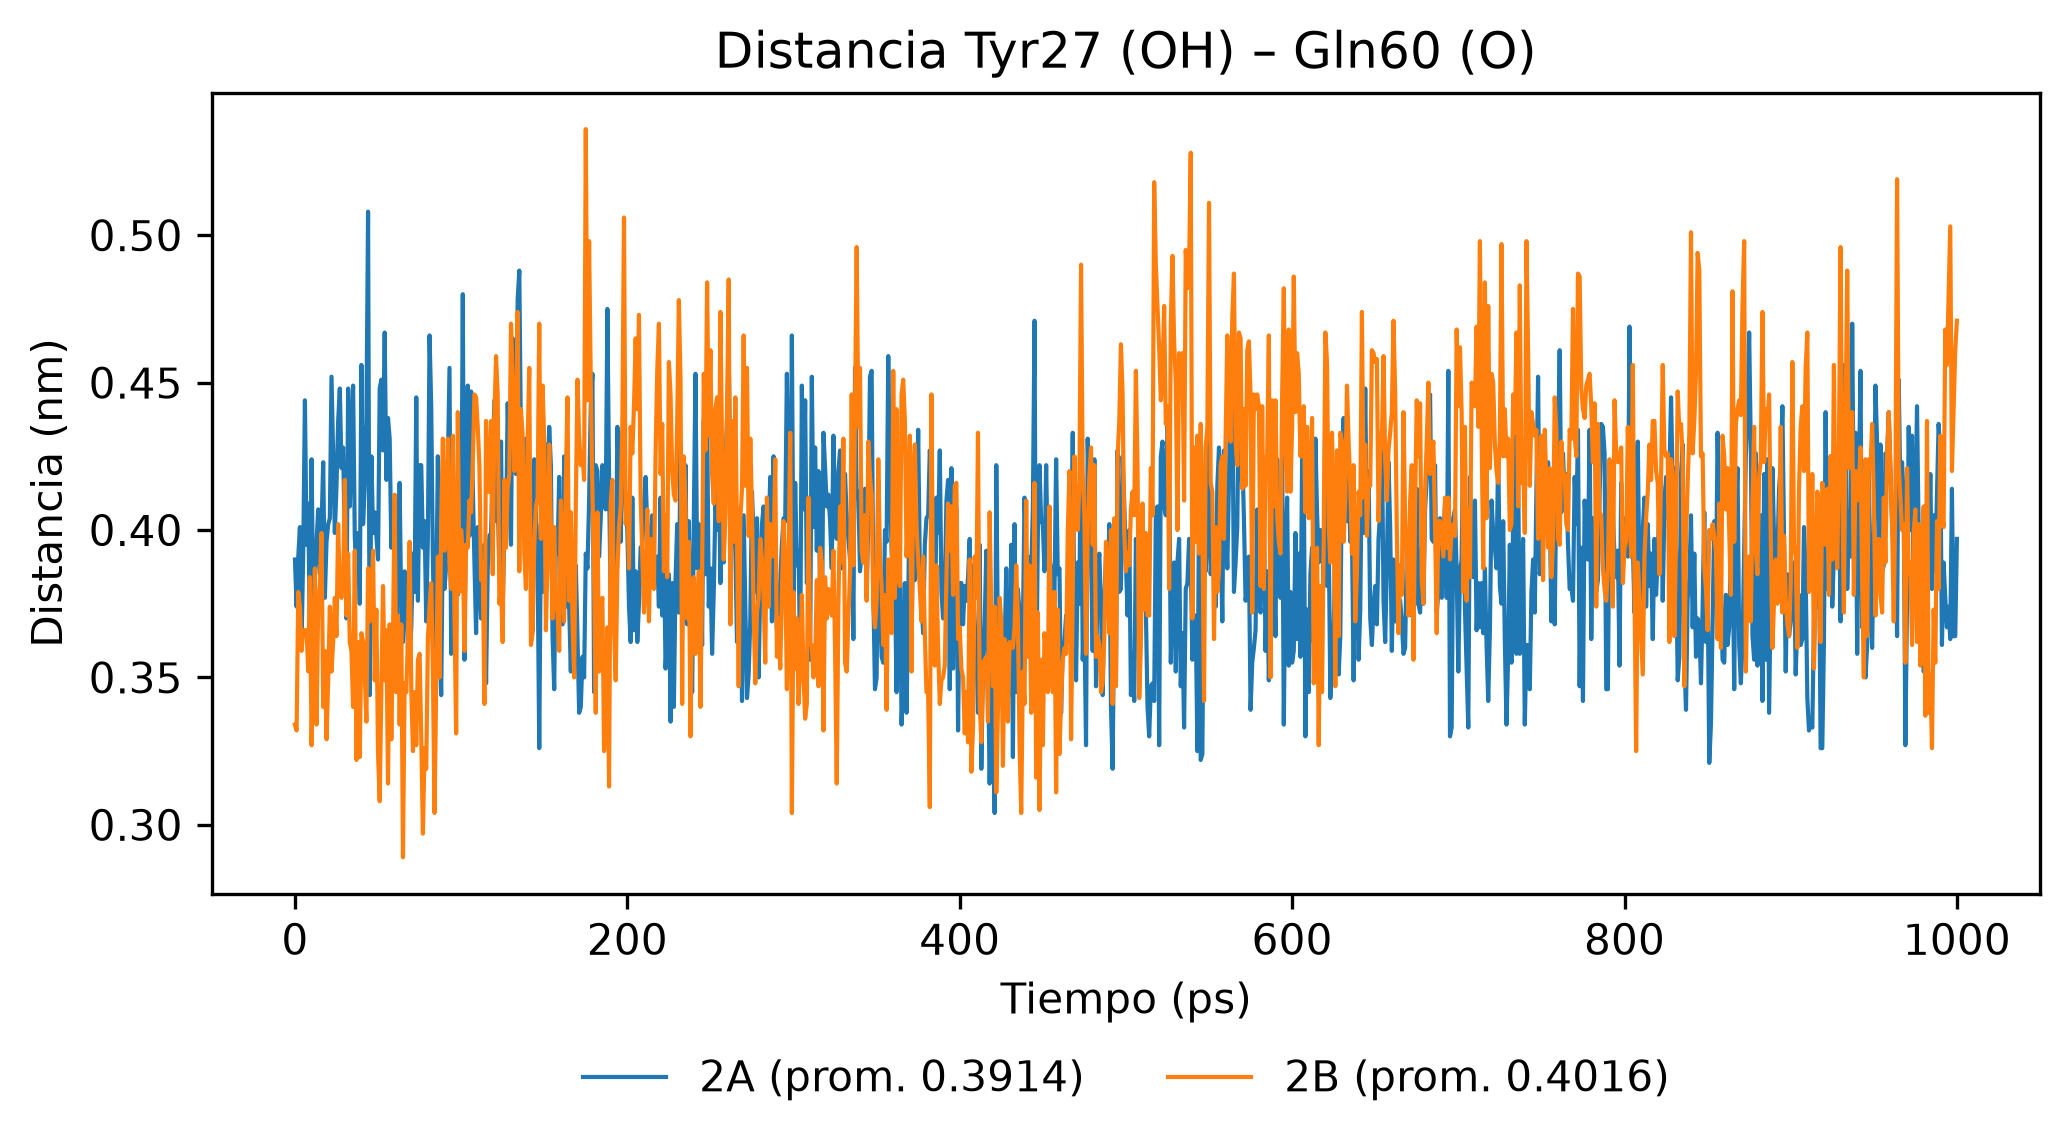 Distancia Tyr27 (OH) – Gln60 (O)
Distancia (nm)
0.50
0.45
0.40
0.35
0.30
0 200 400 600 800 1000
Tiempo (ps)
2A (prom. 0.3914) 2B (prom. 0.4016)